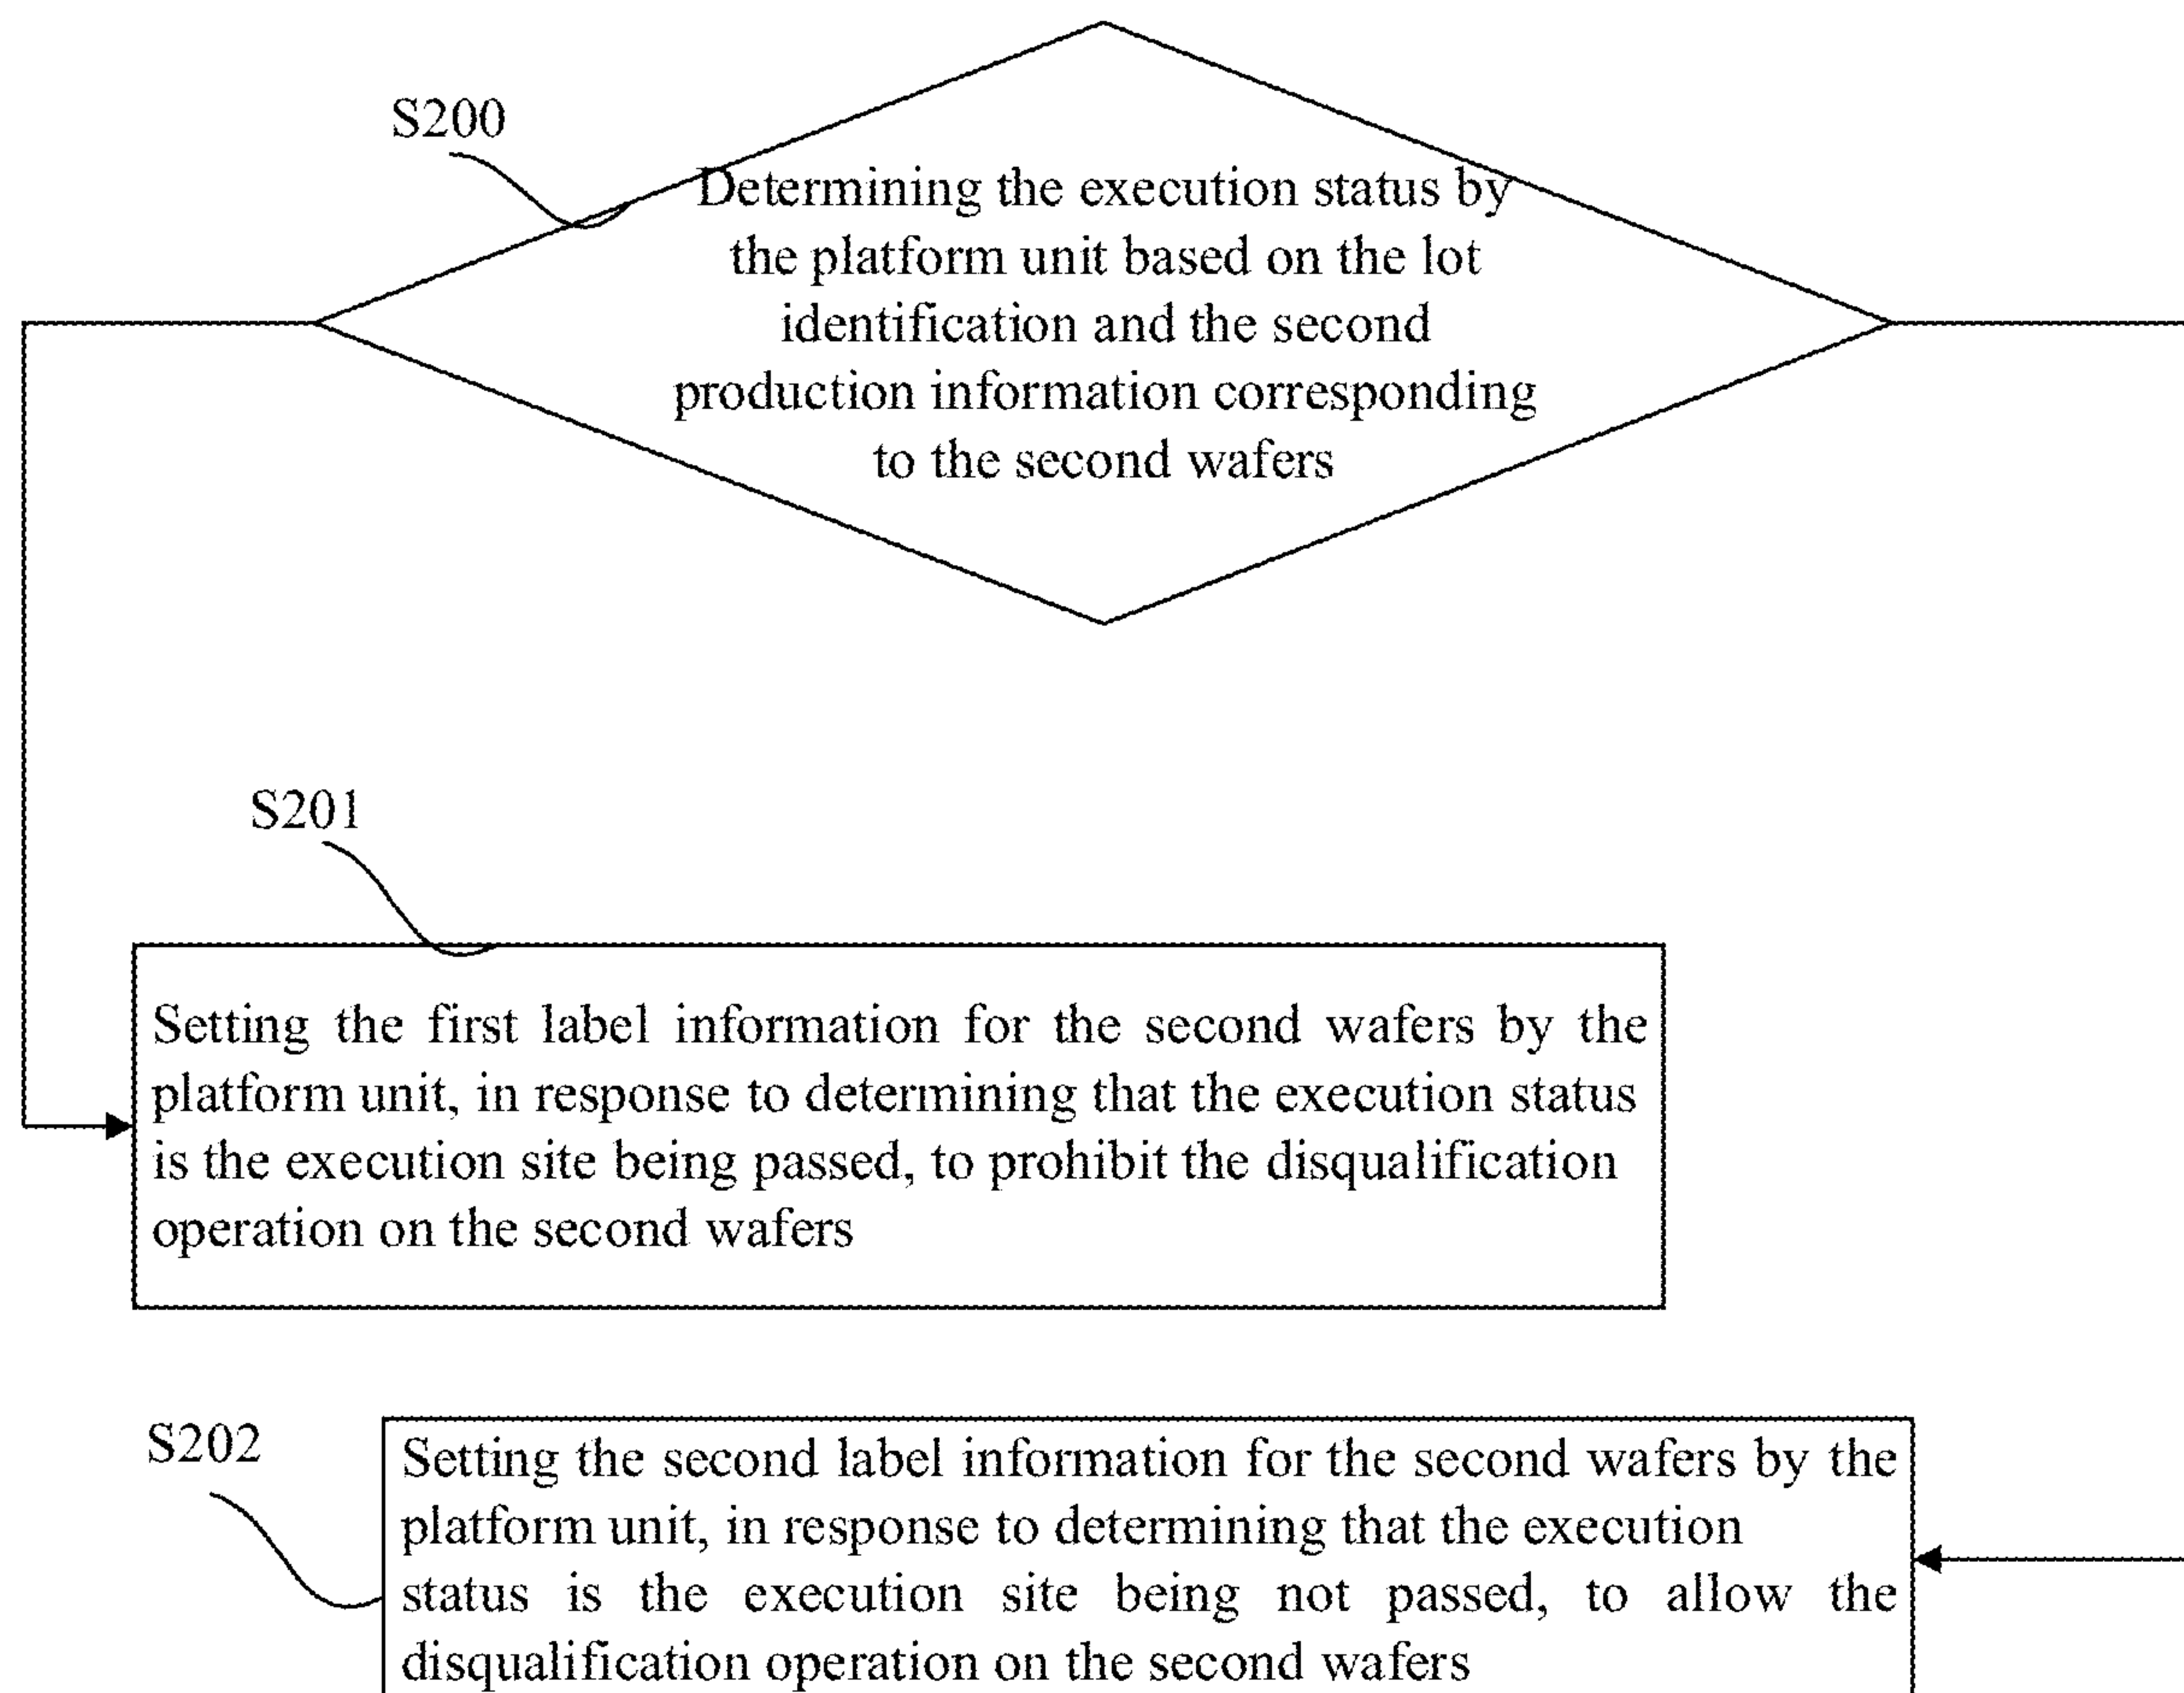 S200
Determining the execution status by
the platform unit based on the lot
identification and the second
production information corresponding
to the second wafers
S201
Setting the first label information for the second wafers by the
platform unit, in response to determining that the execution status
is the execution site being passed, to prohibit the disqualification
operation on the second wafers
S202
Setting the second label information for the second wafers by the
platform unit, in response to determining that the execution
status is the execution site being not passed, to allow the
disqualification operation on the second wafers